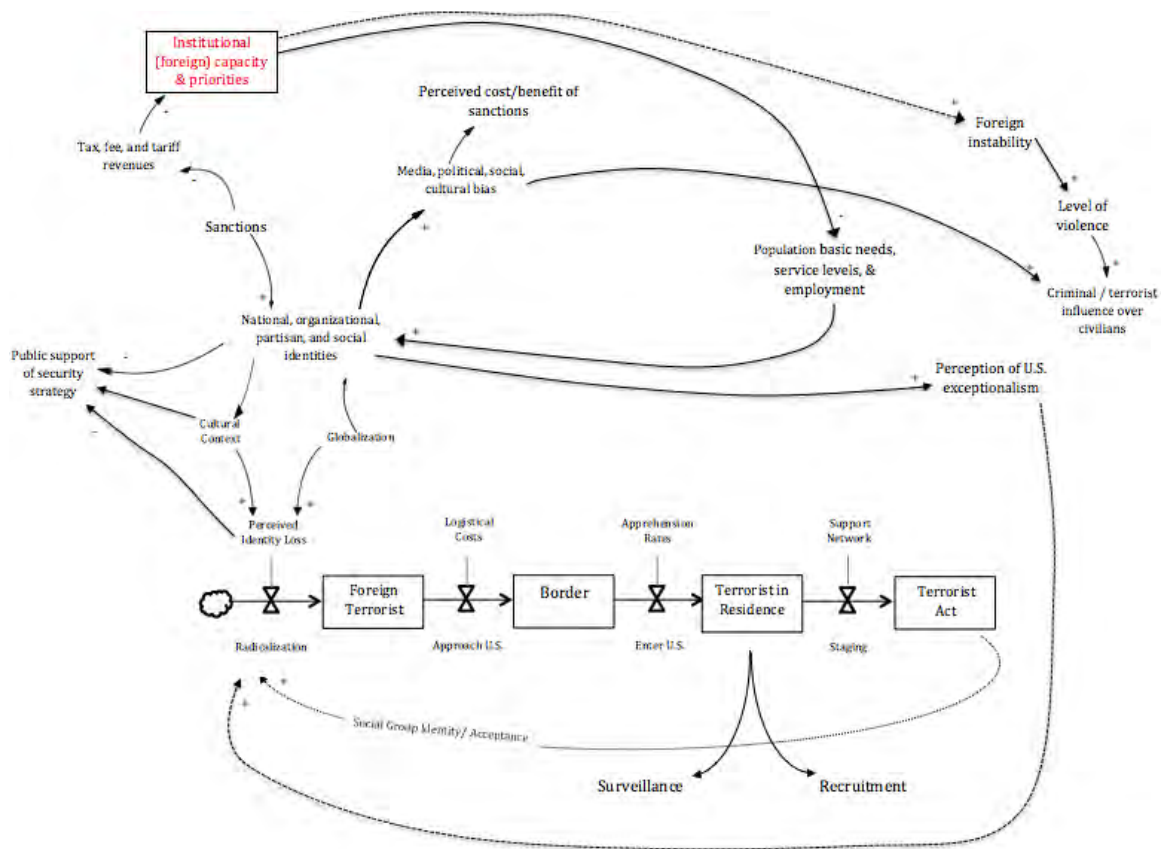 Institutional
(foreign) capacity
& priorities
Perceived cost/benefit of
sanctions
+
Foreign
instability
-
Tax, fee, and tariff
revenues
Media, political, social,
cultural bias
-
+
Level of
violence
Sanctions
+
-
Population basic needs,
service levels, &
employment
+
+
Criminal / terrorist
influence over
civilians
+
National, organizational,
partisan, and social
identities
+
Public support
of security
strategy
-
Perception of U.S.
exceptionalism
+
-
Cultural
Context
Globalization
+
+
Perceived
Identity Loss
Logistical
Costs
Apprehension
Rates
Support
Network
Foreign
Terrorist
Border
Terrorist in
Residence
Terrorist
Act
Radicalization
Approach U.S.
Enter U.S.
Staging
+
+
Social Group Identity/ Acceptance
Surveillance
Recruitment